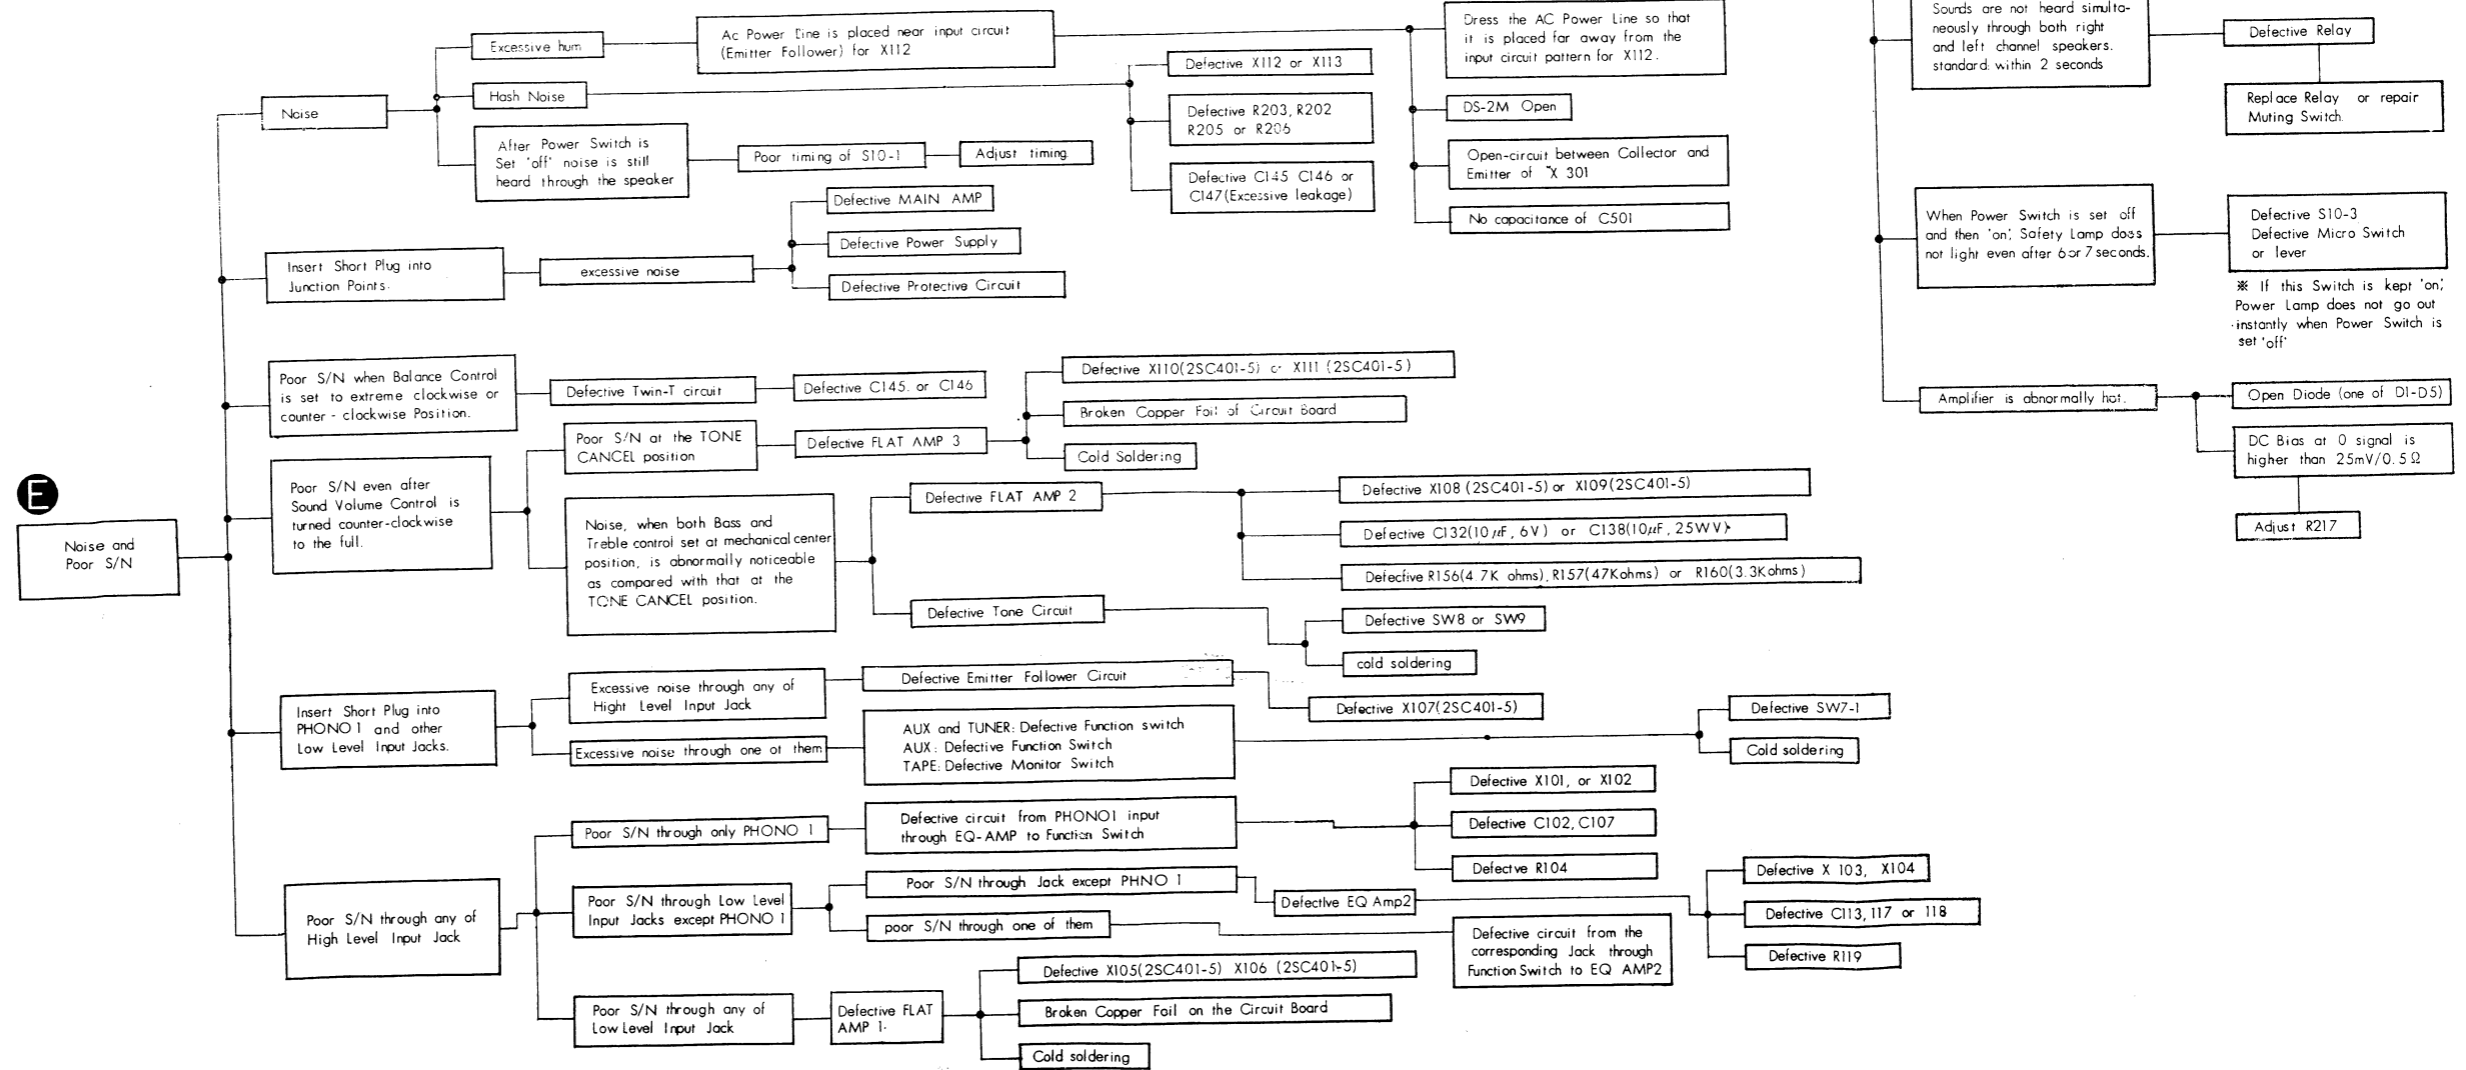 E
Noise and
Poor S/N
Noise
Excessive hum
Ac Power Line is placed near input circuit
(Emitter Follower) for X112
Dress the AC Power Line so that
it is placed far away from the
input circuit pattern for X112.
DS-2M Open
Open-circuit between Collector and
Emitter of X 301
No capacitance of C501
Hash Noise
Defective X112 or X113
Defective R203, R202
R205 or R206
Defective C145 C146 or
C147(Excessive leakage)
After Power Switch is
Set 'off' noise is still
heard through the speaker
Poor timing of S10-1
Adjust timing
Insert Short Plug into
Junction Points.
excessive noise
Defective MAIN AMP
Defective Power Supply
Defective Protective Circuit
Poor S/N when Balance Control
is set to extreme clockwise or
counter - clockwise Position.
Defective Twin-T circuit
Defective C145. or C146
Poor S/N even after
Sound Volume Control is
turned counter-clockwise
to the full.
Poor S/N at the TONE
CANCEL position
Defective FLAT AMP 3
Defective X110(2SC401-5) or X111 (2SC401-5)
Broken Copper Foil of Circuit Board
Cold Soldering
Noise, when both Bass and
Treble control set at mechanical center
position, is abnormally noticeable
as compared with that at the
TONE CANCEL position.
Defective FLAT AMP 2
Defective X108 (2SC401-5) or X109(2SC401-5)
Defective C132(10μF, 6V) or C138(10μF, 25WV)
Defecfive R156(4 7K ohms), R157(47Kohms) or R160(3.3Kohms)
Defective Tone Circuit
Defective SW8 or SW9
cold soldering
Insert Short Plug into
PHONO 1 and other
Low Level Input Jacks.
Excessive noise through any of
Hight Level Input Jack
Defective Emitter Follower Circuit
Defective X107(2SC401-5)
Excessive noise through one of them
AUX and TUNER: Defective Function switch
AUX: Defective Function Switch
TAPE: Defective Monitor Switch
Defective SW7-1
Cold soldering
Poor S/N through any of
High Level Input Jack
Poor S/N through only PHONO 1
Defective circuit from PHONO1 input
through EQ-AMP to Function Switch
Defective X101, or X102
Defective C102, C107
Defectve R104
Poor S/N through Low Level
Input Jacks except PHONO 1
Poor S/N through Jack except PHNO 1
Defective EQ Amp2
Defective X 103, X104
Defective C113, 117 or 118
Defective R119
poor S/N through one of them
Defective circuit from the
corresponding Jack through
Function Switch to EQ AMP2
Poor S/N through any of
Low Level Input Jack
Defective FLAT
AMP 1.
Defective X105(2SC401-5) X106 (2SC401-5)
Broken Copper Foil on the Circuit Board
Cold soldering
Sounds are not heard simulta-
neously through both right
and left channel speakers.
standard: within 2 seconds
Defective Relay
Replace Relay or repair
Muting Switch.
When Power Switch is set off
and then 'on', Safety Lamp does
not light even after 6 or 7 seconds.
Defective S10-3
Defective Micro Switch
or lever
※ If this Switch is kept 'on',
Power Lamp does not go out
instantly when Power Switch is
set 'off'
Amplifier is abnormally hot.
Open Diode (one of D1-D5)
DC Bias at 0 signal is
higher than 25mV/0.5Ω
Adjust R217